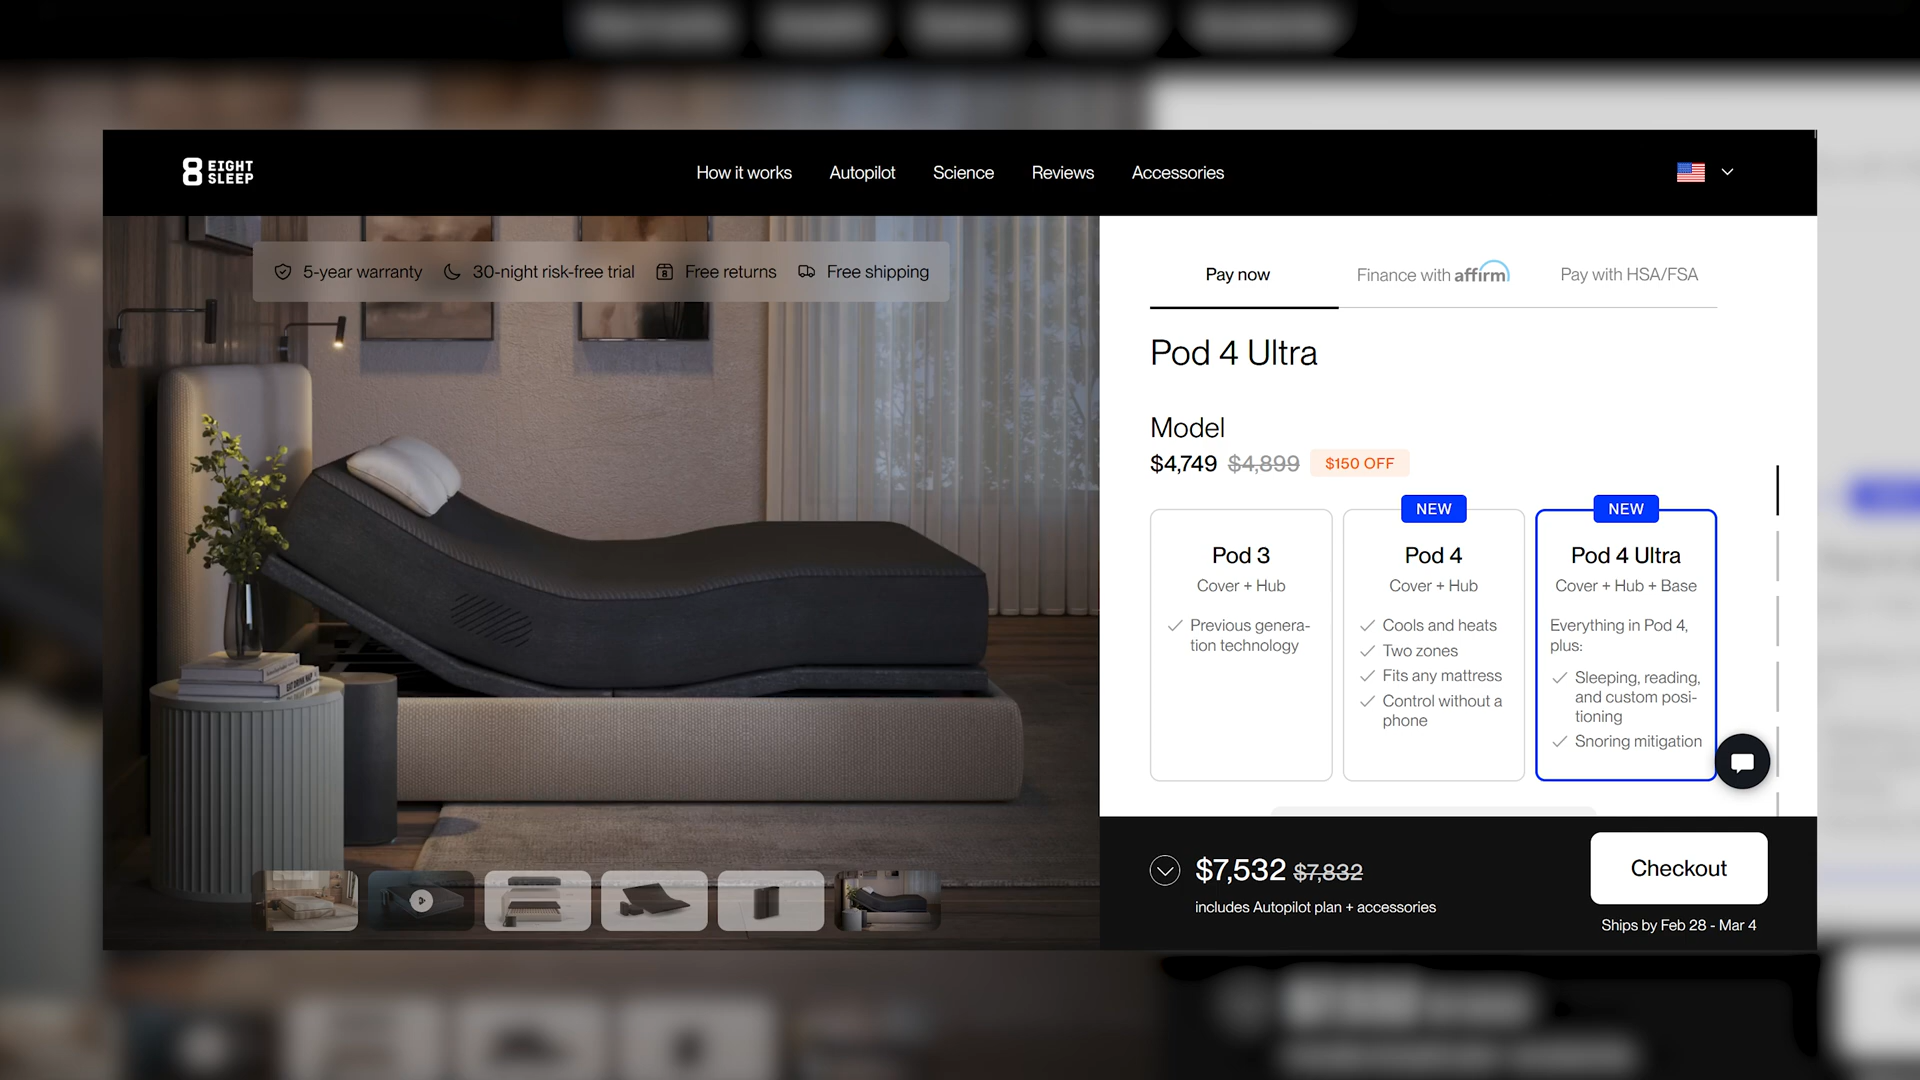 8 EIGHT
SLEEP
How it works
Autopilot
Science
Reviews
Accessories
5-year warranty
30-night risk-free trial
Free returns
Free shipping
Pay now
Finance with affirm
Pay with HSA/FSA
Pod 4 Ultra
Model
$4,749 $4,899 $150 OFF
Pod 3
Cover + Hub
Previous genera-
tion technology
NEW
Pod 4
Cover + Hub
Cools and heats
Two zones
Fits any mattress
Control without a
phone
NEW
Pod 4 Ultra
Cover + Hub + Base
Everything in Pod 4,
plus:
Sleeping, reading,
and custom posi-
tioning
Snoring mitigation
$7,532 $7,832
includes Autopilot plan + accessories
Checkout
Ships by Feb 28 - Mar 4